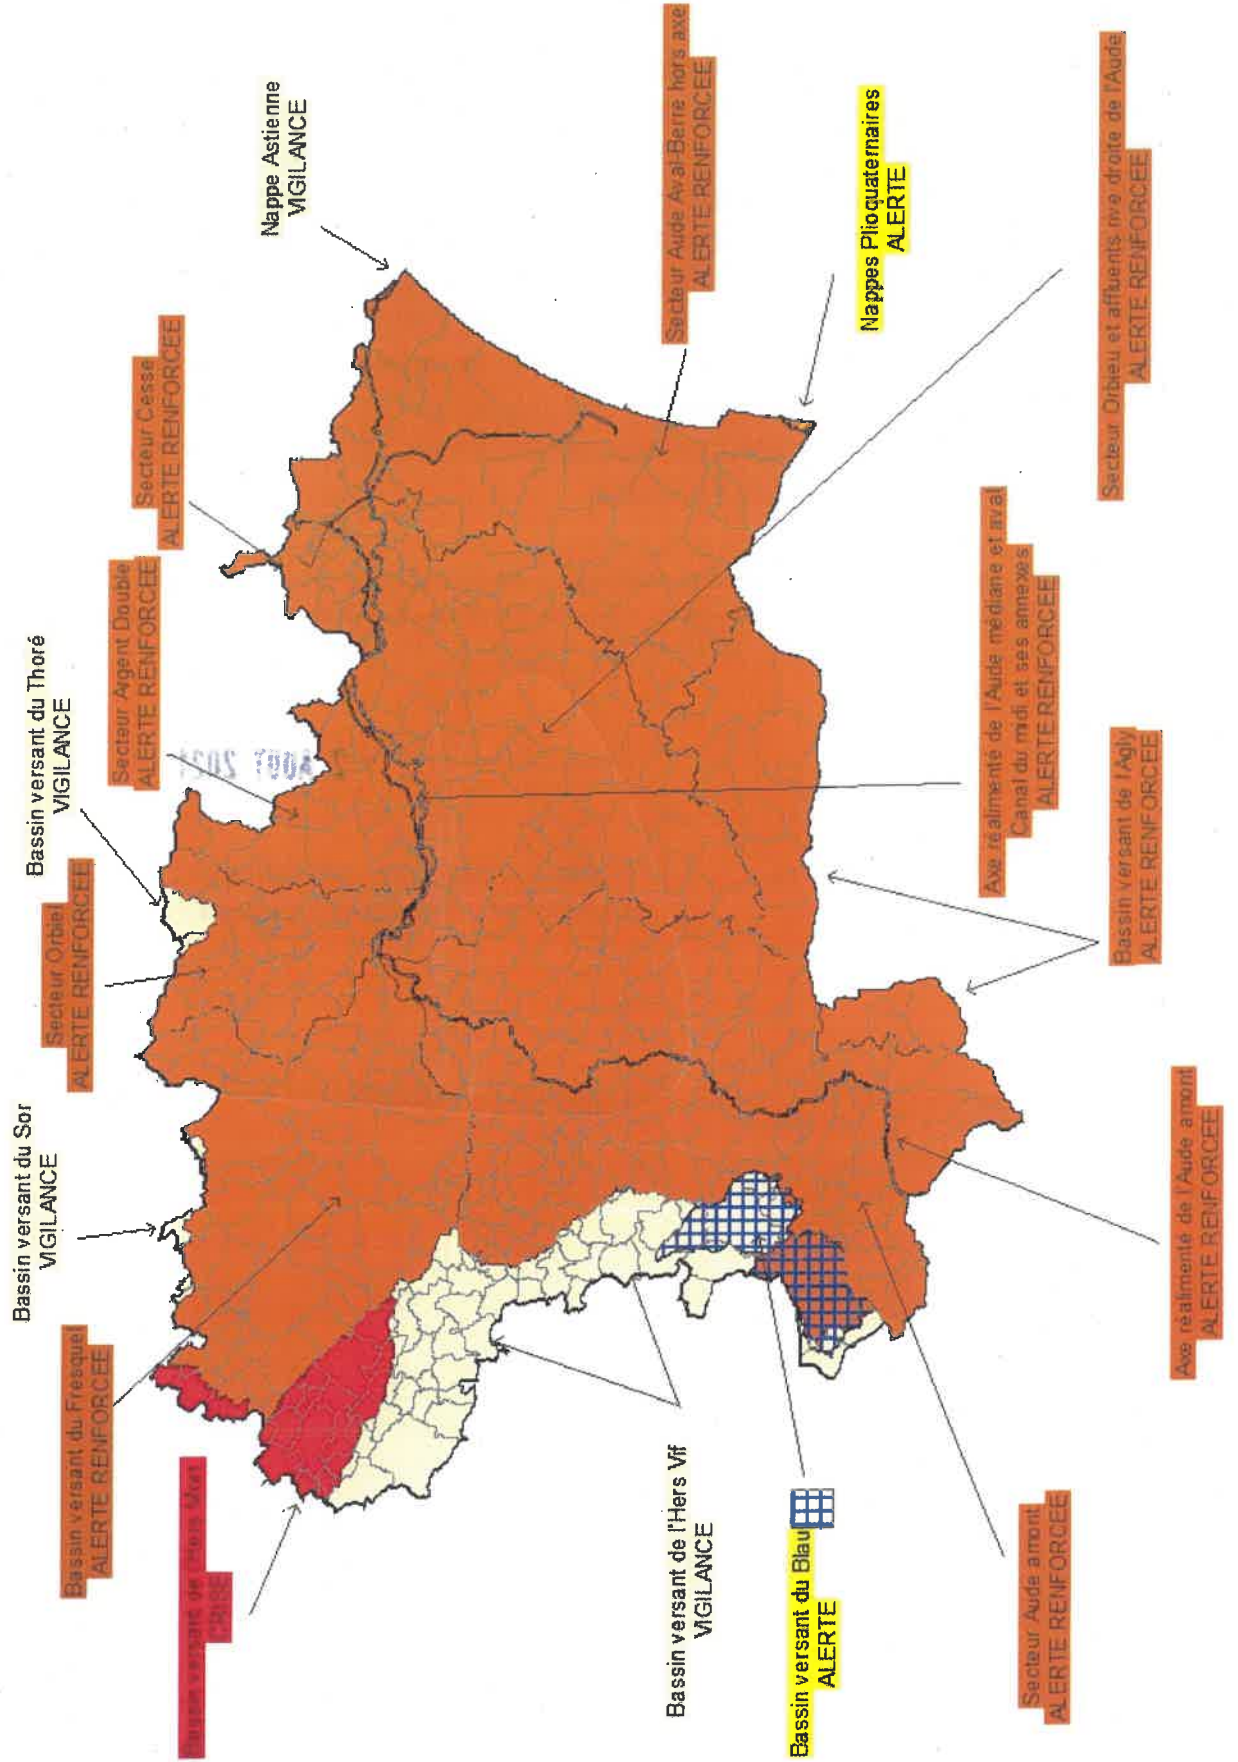 Bassin versant du Sor
VIGILANCE
Bassin versant du Thoré
VIGILANCE
Secteur Orbiel
ALERTE RENFORCEE
Bassin versant du Fresquel
ALERTE RENFORCEE
Secteur Argent Double
ALERTE RENFORCEE
Secteur Cesse
ALERTE RENFORCEE
Nappe Astienne
VIGILANCE
Bassin versant de l'Hers Mort
CRISE
AOUT 2021
Secteur Aude Aval-Berre hors axe
ALERTE RENFORCEE
Bassin versant de l'Hers Vif
VIGILANCE
Bassin versant du Blau
ALERTE
Nappes Plioquaternaires
ALERTE
Secteur Aude amont
ALERTE RENFORCEE
Axe réalimenté de l'Aude médiane et aval
Canal du midi et ses annexes
ALERTE RENFORCEE
Secteur Orbieu et affluents rive droite de l'Aude
ALERTE RENFORCEE
Bassin versant de l'Agly
ALERTE RENFORCEE
Axe réalimenté de l'Aude amont
ALERTE RENFORCEE